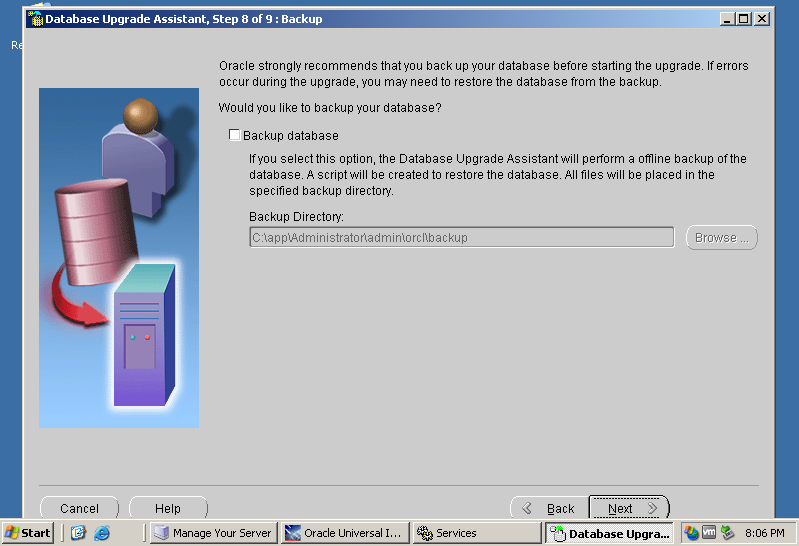 Database Upgrade Assistant, Step 8 of 9 : Backup
Re
Oracle strongly recommends that you back up your database before starting the upgrade. If errors
occur during the upgrade, you may need to restore the database from the backup.
Would you like to backup your database?
Backup database
If you select this option, the Database Upgrade Assistant will perform a offline backup of the
database. A script will be created to restore the database. All files will be placed in the
specified backup directory.
Backup Directory:
C:\app\Administrator\admin\orcl\backup
Browse ...
Cancel
Help
Back
Next
Start
Manage Your Server
Oracle Universal I...
Services
Database Upgra...
vm
8:06 PM